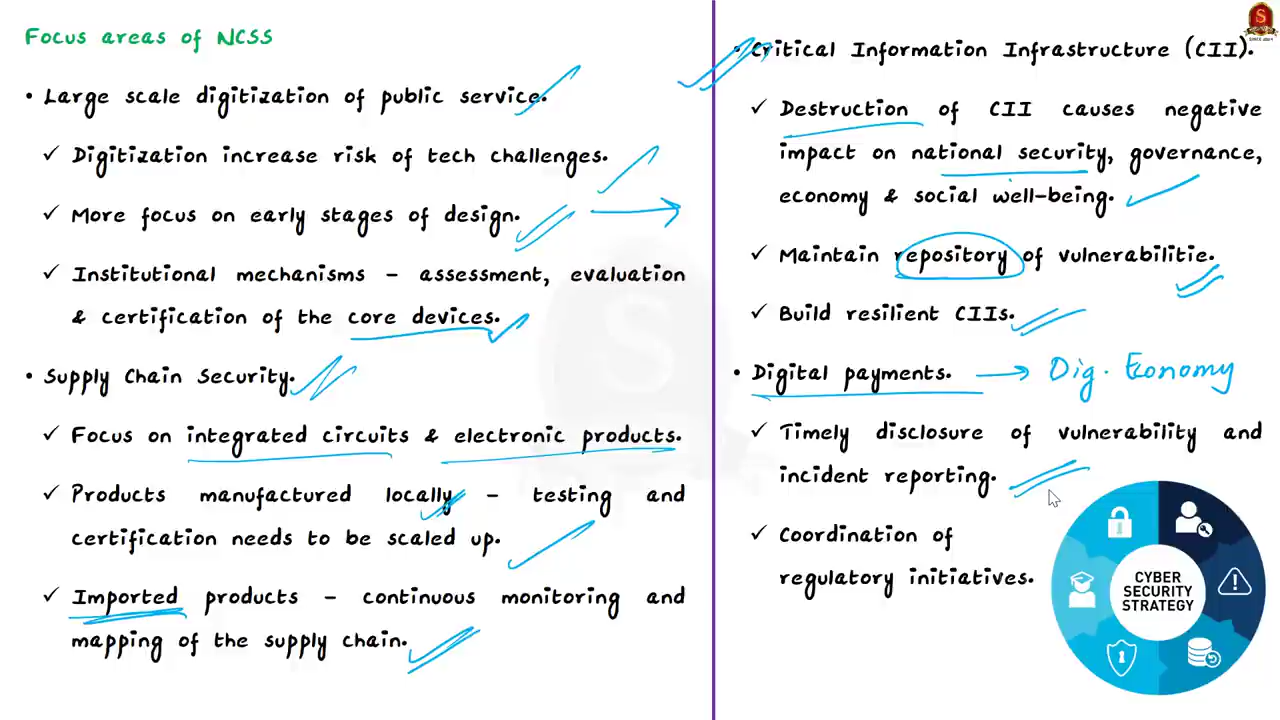 Focus areas of NCSS
• Large scale digitization of public service.
✓ Digitization increase risk of tech challenges.
✓ More focus on early stages of design.
✓ Institutional mechanisms – assessment, evaluation
& certification of the core devices.
• Supply Chain Security.
✓ Focus on integrated circuits & electronic products.
✓ Products manufactured locally – testing and
certification needs to be scaled up.
✓ Imported products – continuous monitoring and
mapping of the supply chain.
• Critical Information Infrastructure (CII).
✓ Destruction of CII causes negative
impact on national security, governance,
economy & social well-being.
✓ Maintain repository of vulnerabilitie.
✓ Build resilient CIIs.
• Digital payments. → Dig. Economy
✓ Timely disclosure of vulnerability and
incident reporting.
✓ Coordination of
regulatory initiatives.
CYBER
SECURITY
STRATEGY
S
S